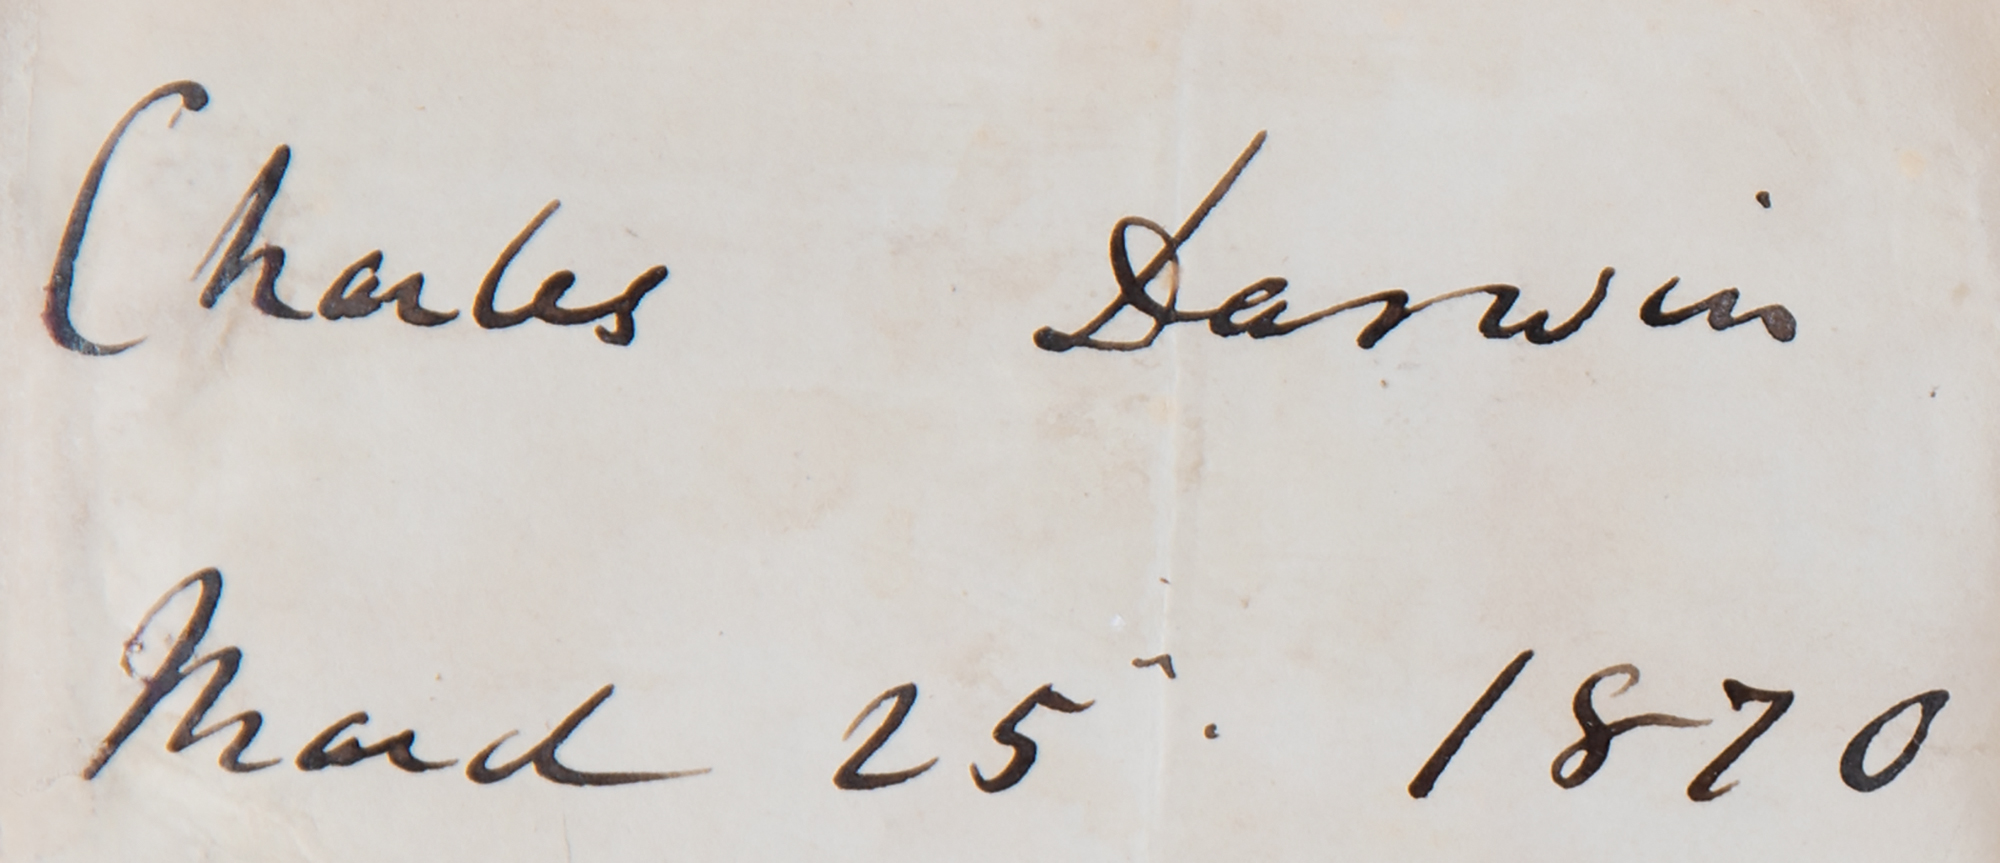 Charles Darwin
March 25. 1870